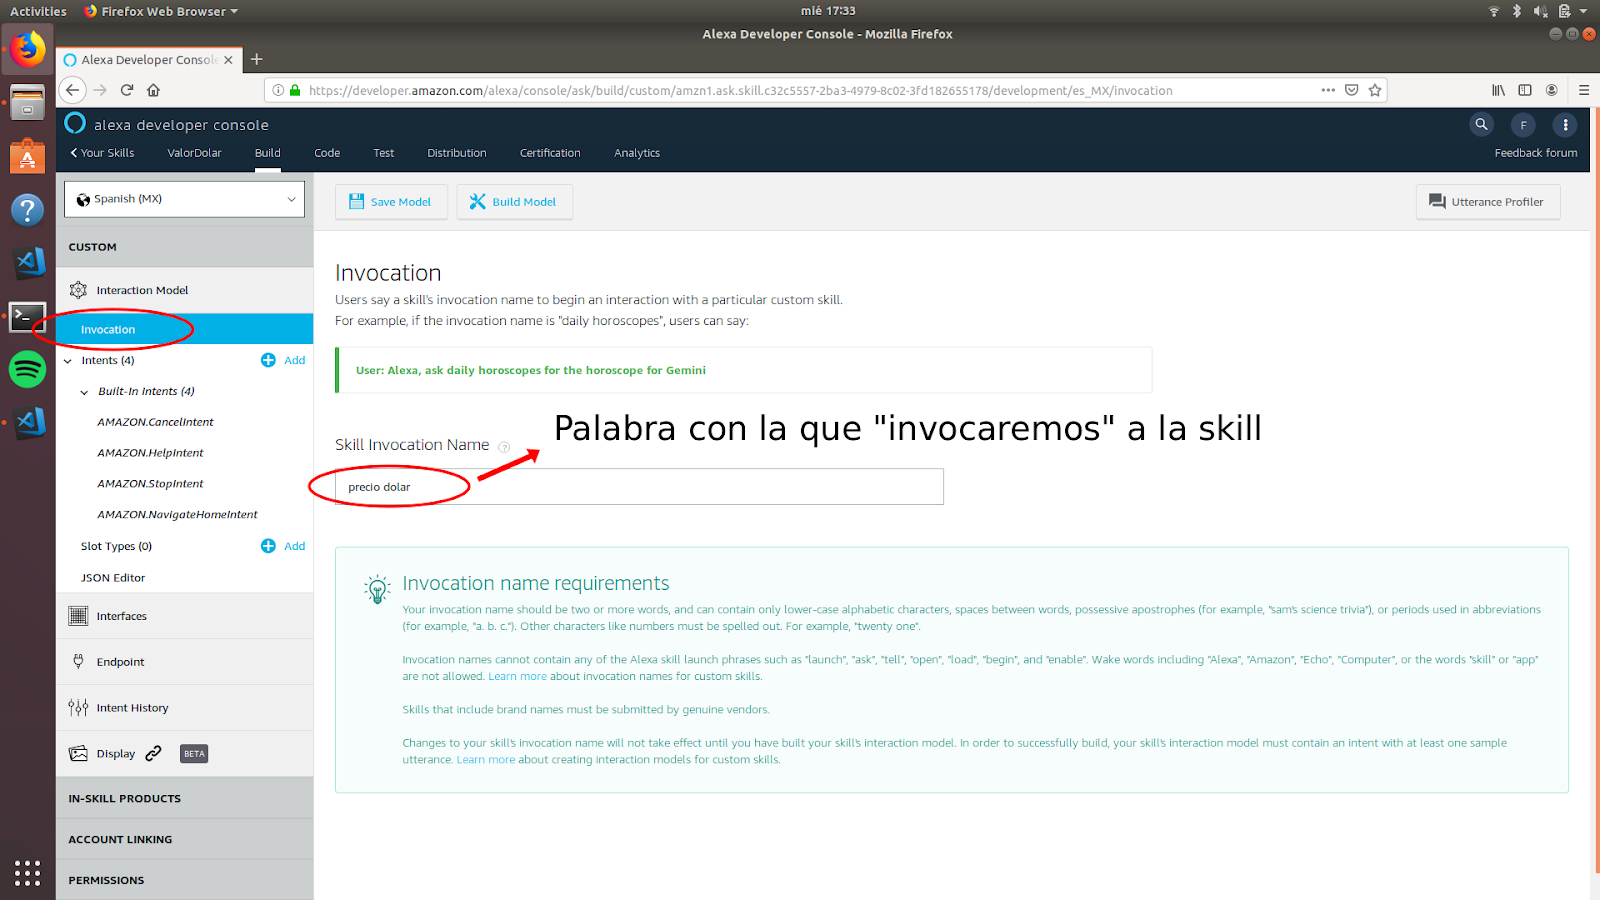 Activities Firefox Web Browser mié 17:33
Alexa Developer Console - Mozilla Firefox
Alexa Developer Console
https://developer.amazon.com/alexa/console/ask/build/custom/amzn1.ask.skill.c32c5557-2ba3-4979-8c02-3fd182655178/development/es_MX/invocation
alexa developer console F
Your Skills ValorDolar Build Code Test Distribution Certification Analytics Feedback forum
Spanish (MX)
Save Model Build Model Utterance Profiler
CUSTOM
Interaction Model
Invocation
Intents (4) Add
Built-In Intents (4)
AMAZON.CancelIntent
AMAZON.HelpIntent
AMAZON.StopIntent
AMAZON.NavigateHomeIntent
Slot Types (0) Add
JSON Editor
Interfaces
Endpoint
Intent History
Display BETA
IN-SKILL PRODUCTS
ACCOUNT LINKING
PERMISSIONS
Invocation
Users say a skill's invocation name to begin an interaction with a particular custom skill.
For example, if the invocation name is "daily horoscopes", users can say:
User: Alexa, ask daily horoscopes for the horoscope for Gemini
Palabra con la que "invocaremos" a la skill
Skill Invocation Name ?
precio dolar
Invocation name requirements
Your invocation name should be two or more words, and can contain only lower-case alphabetic characters, spaces between words, possessive apostrophes (for example, "sam's science trivia"), or periods used in abbreviations
(for example, "a. b. c."). Other characters like numbers must be spelled out. For example, "twenty one".
Invocation names cannot contain any of the Alexa skill launch phrases such as "launch", "ask", "tell", "open", "load", "begin", and "enable". Wake words including "Alexa", "Amazon", "Echo", "Computer", or the words "skill" or "app"
are not allowed. Learn more about invocation names for custom skills.
Skills that include brand names must be submitted by genuine vendors.
Changes to your skill's invocation name will not take effect until you have built your skill's interaction model. In order to successfully build, your skill's interaction model must contain an intent with at least one sample
utterance. Learn more about creating interaction models for custom skills.